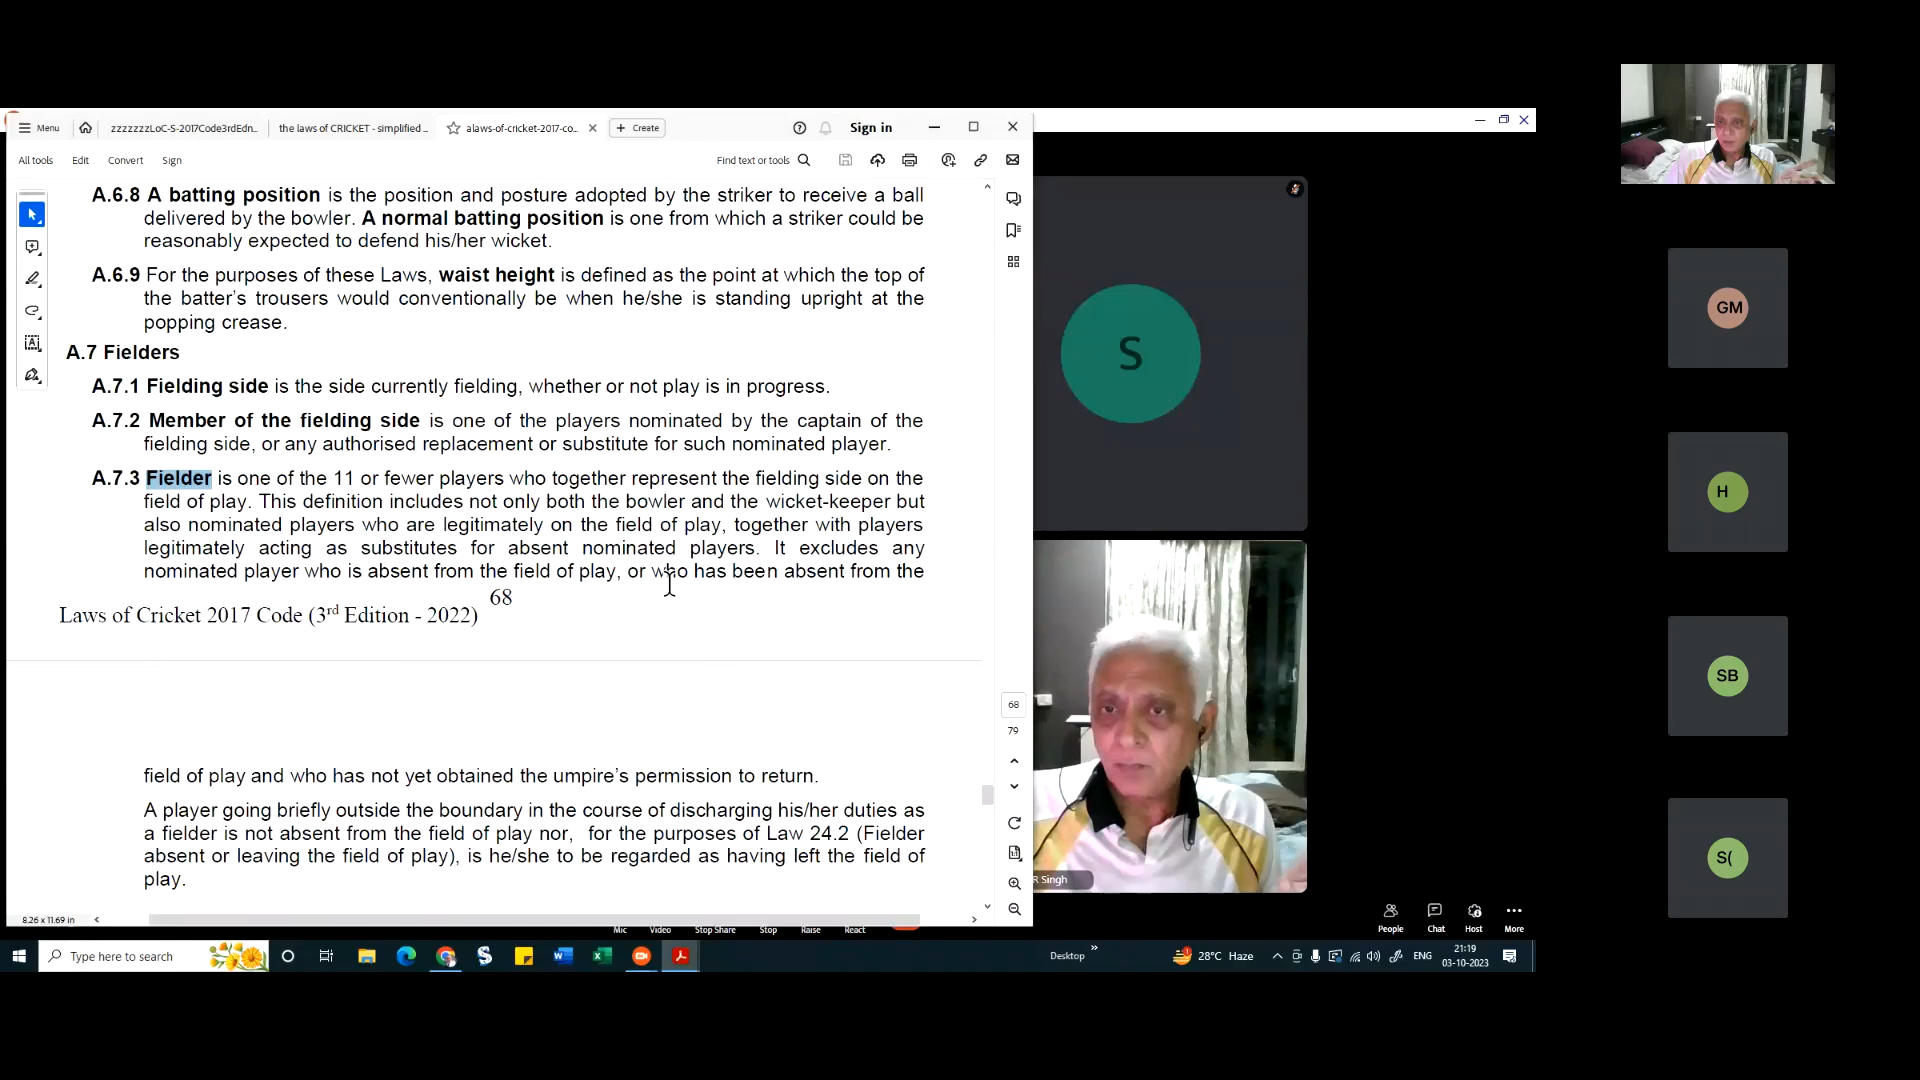 Menu
zzzzzzzLoC-S-2017Code3rdEdn...
the laws of CRICKET - simplified ...
alaws-of-cricket-2017-co...
Create
Sign in
All tools
Edit
Convert
Sign
Find text or tools
A.6.8 A batting position is the position and posture adopted by the striker to receive a ball
delivered by the bowler. A normal batting position is one from which a striker could be
reasonably expected to defend his/her wicket.
A.6.9 For the purposes of these Laws, waist height is defined as the point at which the top of
the batter's trousers would conventionally be when he/she is standing upright at the
popping crease.
A.7 Fielders
A.7.1 Fielding side is the side currently fielding, whether or not play is in progress.
A.7.2 Member of the fielding side is one of the players nominated by the captain of the
fielding side, or any authorised replacement or substitute for such nominated player.
A.7.3 Fielder is one of the 11 or fewer players who together represent the fielding side on the
field of play. This definition includes not only both the bowler and the wicket-keeper but
also nominated players who are legitimately on the field of play, together with players
legitimately acting as substitutes for absent nominated players. It excludes any
nominated player who is absent from the field of play, or who has been absent from the
68
Laws of Cricket 2017 Code (3rd Edition - 2022)
field of play and who has not yet obtained the umpire's permission to return.
A player going briefly outside the boundary in the course of discharging his/her duties as
a fielder is not absent from the field of play nor, for the purposes of Law 24.2 (Fielder
absent or leaving the field of play), is he/she to be regarded as having left the field of
play.
68
79
8.26 x 11.69 in
S
R Singh
GM
H
SB
S(
Mic
Video
Stop Share
Stop
Raise
React
People
Chat
Host
More
Type here to search
Desktop
28°C Haze
ENG
21:19
03-10-2023